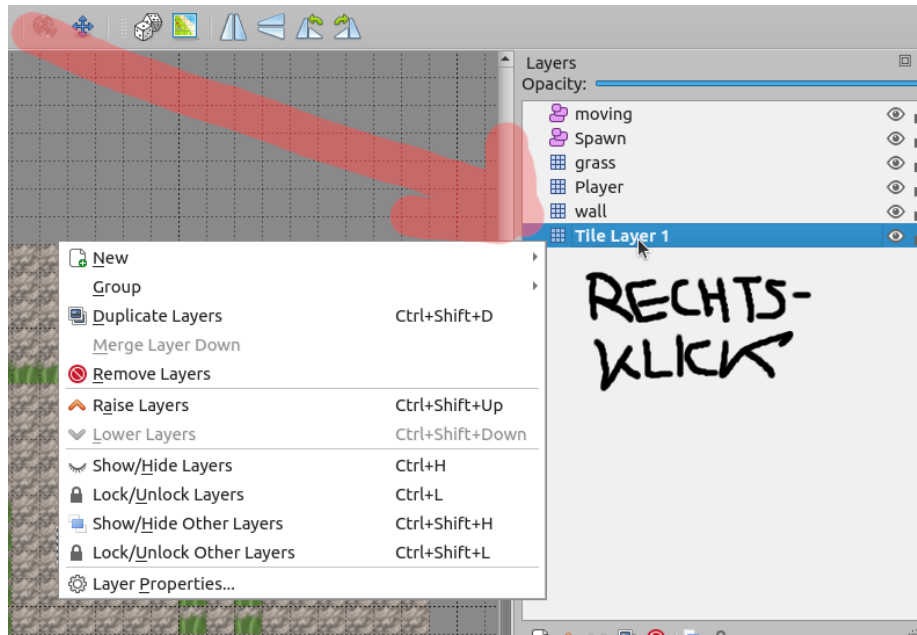 Layers
Opacity:
moving
Spawn
grass
Player
wall
Tile Layer 1
New
Group
Duplicate Layers Ctrl+Shift+D
Merge Layer Down
Remove Layers
Raise Layers Ctrl+Shift+Up
Lower Layers Ctrl+Shift+Down
Show/Hide Layers Ctrl+H
Lock/Unlock Layers Ctrl+L
Show/Hide Other Layers Ctrl+Shift+H
Lock/Unlock Other Layers Ctrl+Shift+L
Layer Properties...
RECHTS-
KLICK